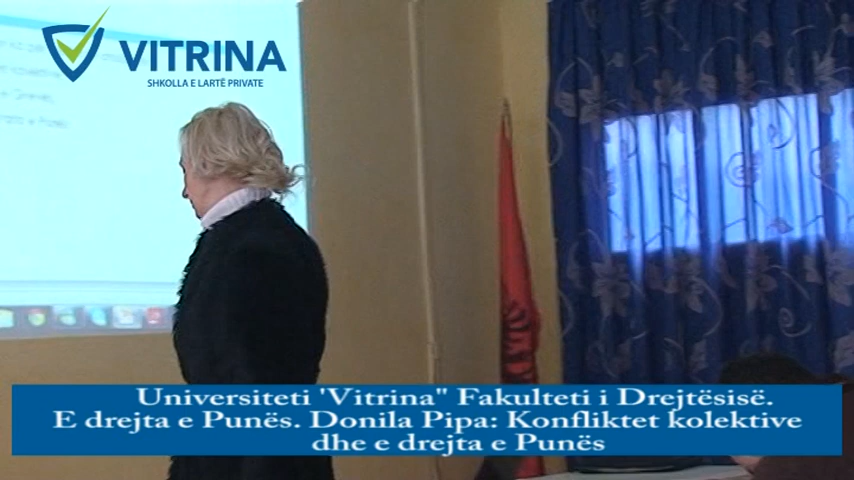 VITRINA
SHKOLLA E LARTË PRIVATE
Universiteti 'Vitrina" Fakulteti i Drejtësisë.
E drejta e Punës. Donila Pipa: Konfliktet kolektive
dhe e drejta e Punës